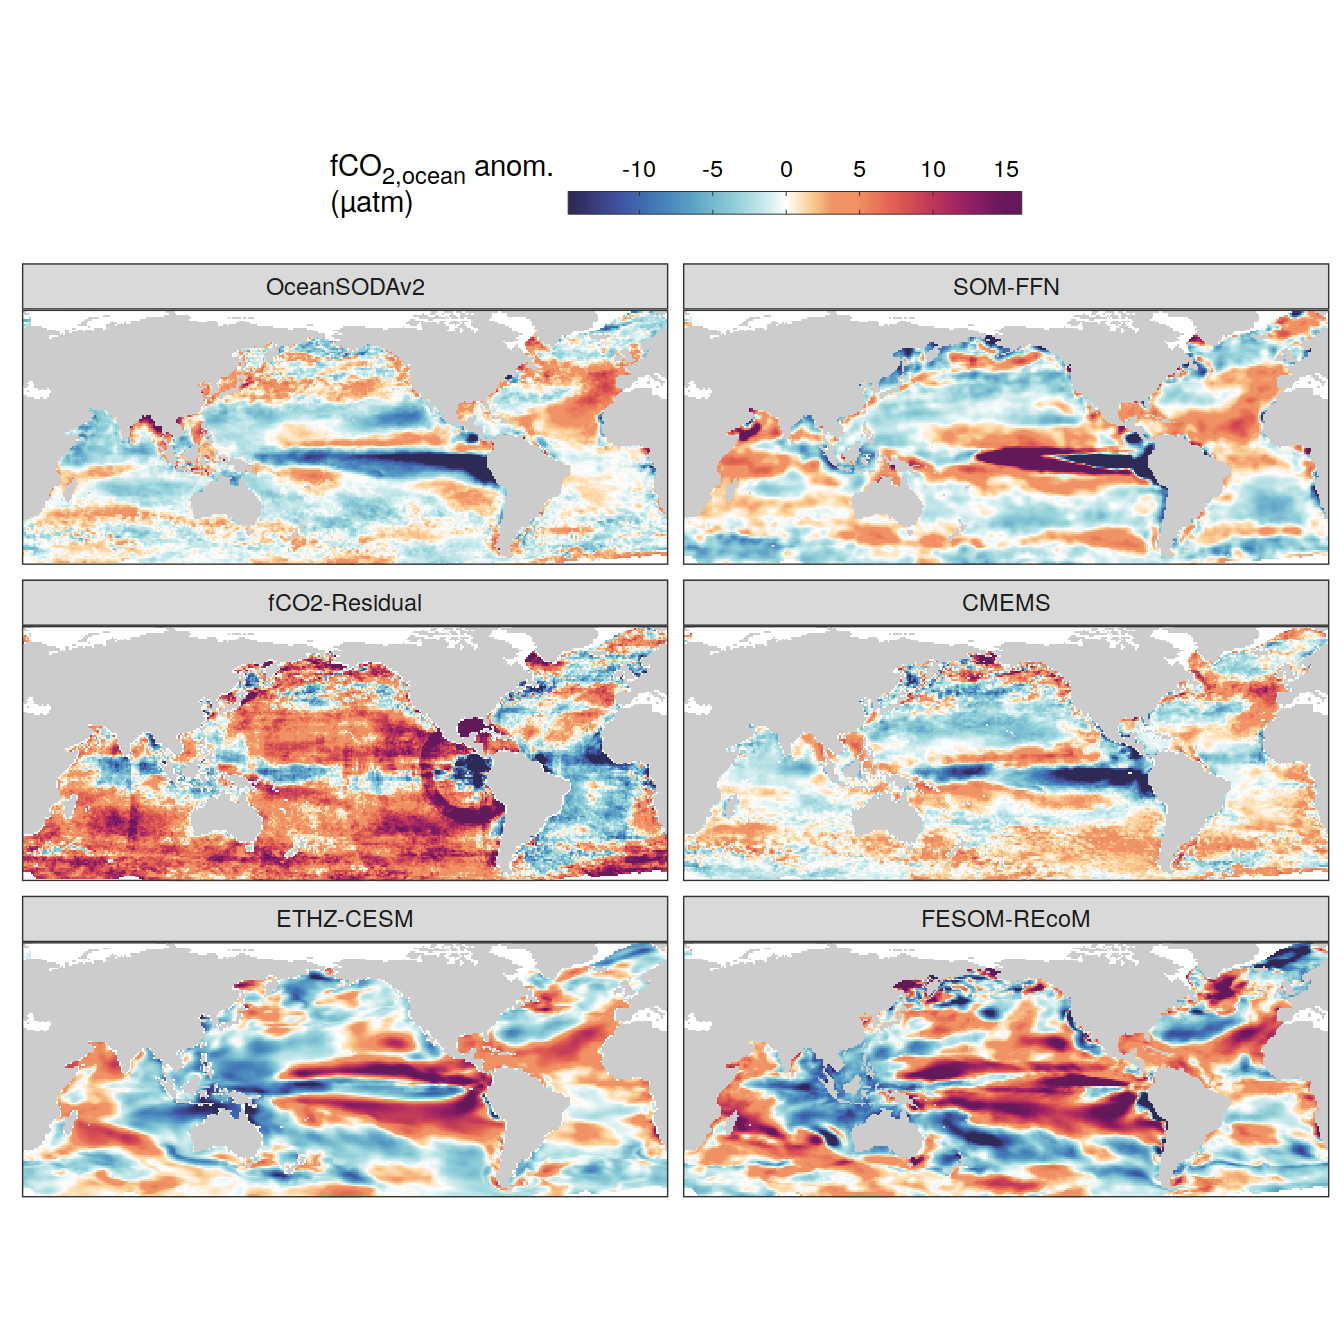 fCO2,ocean anom.
(µatm)
-10 -5 0 5 10 15
OceanSODAv2 SOM-FFN
fCO2-Residual CMEMS
ETHZ-CESM FESOM-REcoM